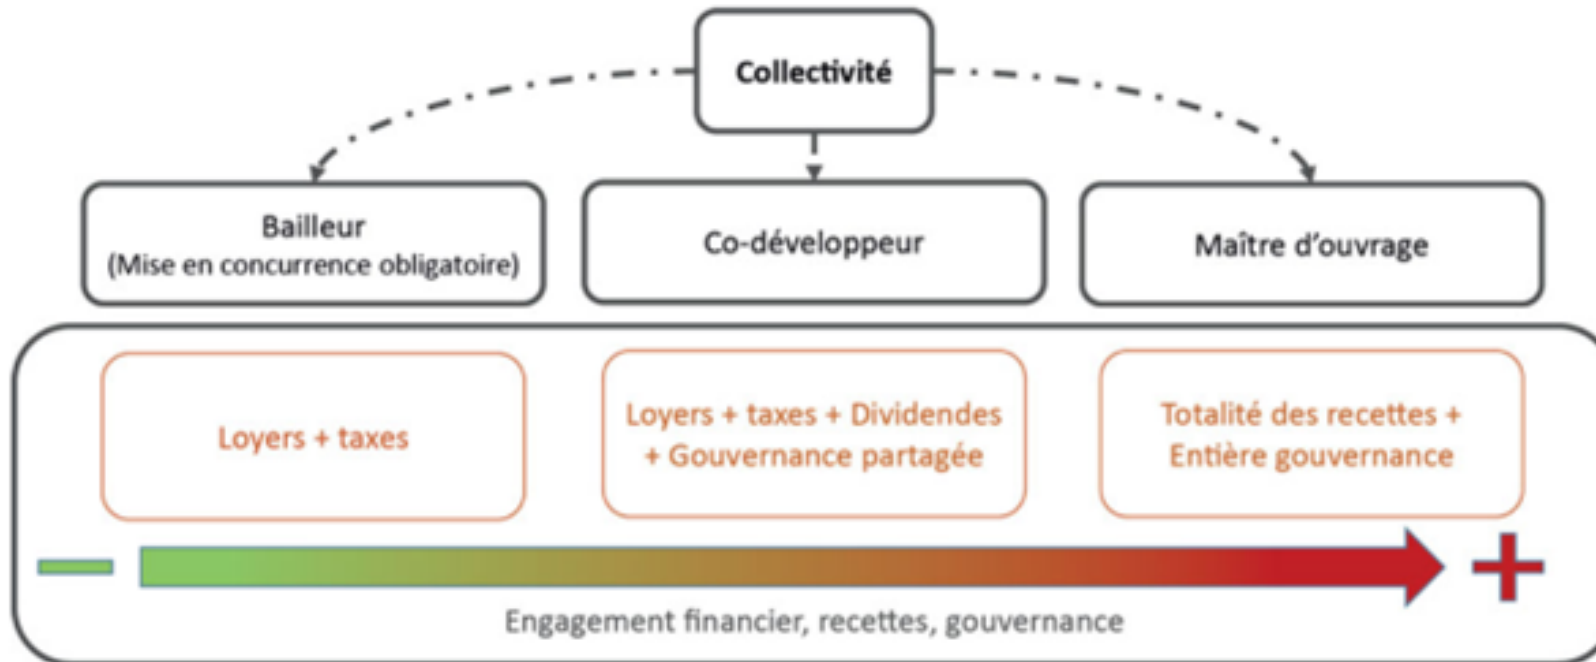 Collectivité
Bailleur
(Mise en concurrence obligatoire)
Co-développeur
Maître d'ouvrage
Loyers + taxes
Loyers + taxes + Dividendes
+ Gouvernance partagée
Totalité des recettes +
Entière gouvernance
Engagement financier, recettes, gouvernance